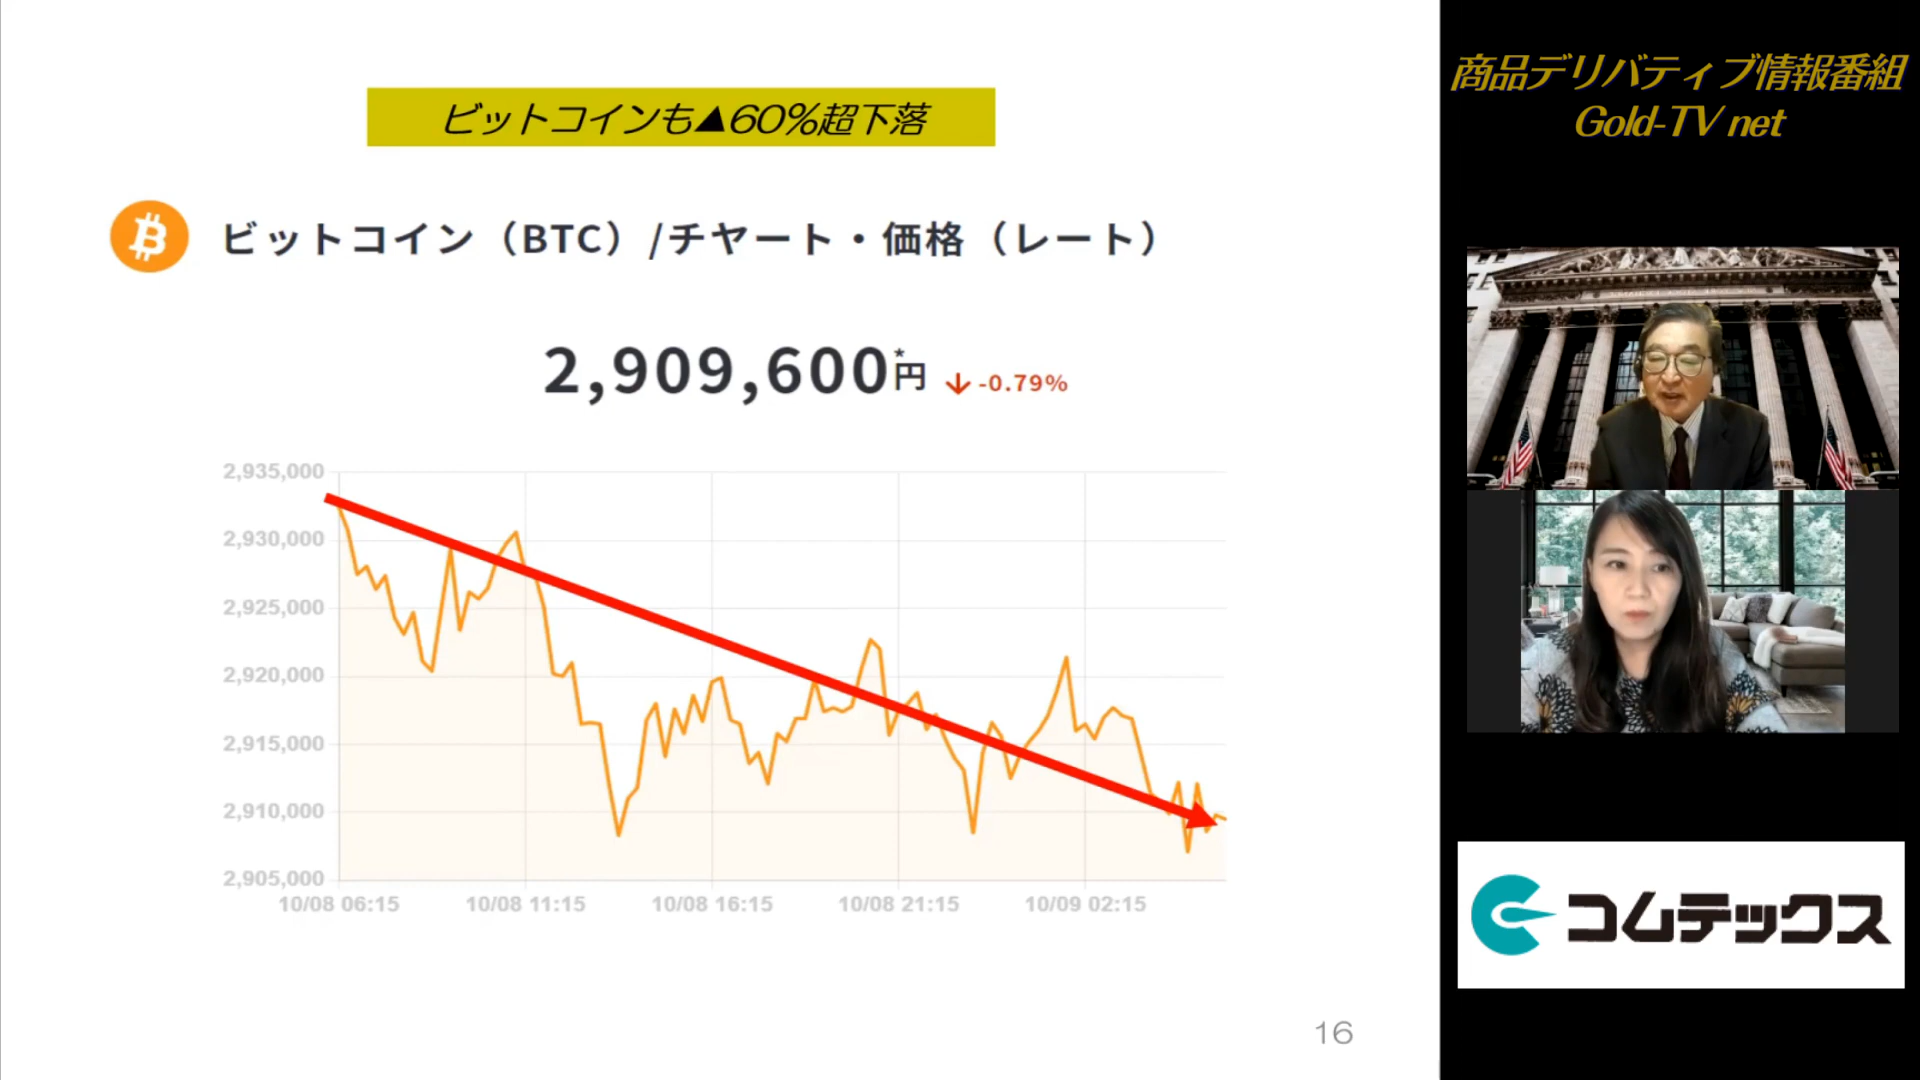 ビットコインも▲60%超下落
ビットコイン（BTC）/チャート・価格（レート）
2,909,600*円 ↓ -0.79%
2,935,000
2,930,000
2,925,000
2,920,000
2,915,000
2,910,000
2,905,000
10/08 06:15 10/08 11:15 10/08 16:15 10/08 21:15 10/09 02:15
16
商品デリバティブ情報番組
Gold-TV net
コムテックス